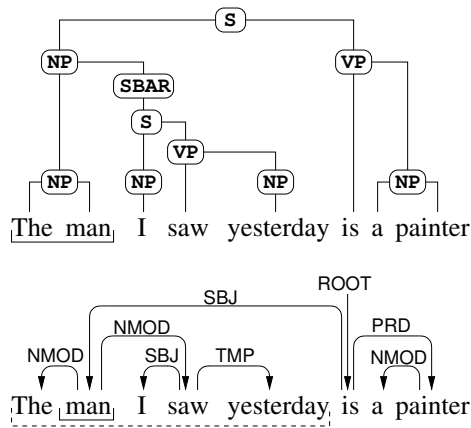 S
NP VP
SBAR
S
VP
NP NP NP NP
The man I saw yesterday is a painter
ROOT
SBJ
NMOD PRD
NMOD SBJ TMP NMOD
The man I saw yesterday is a painter